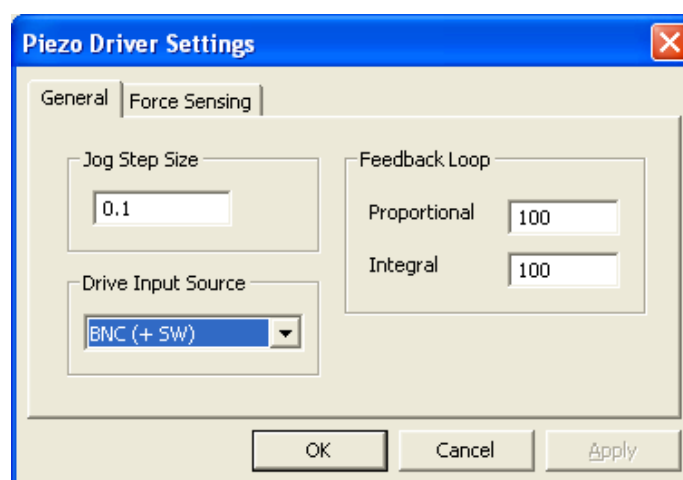 Piezo Driver Settings
General
Force Sensing
Jog Step Size
0.1
Drive Input Source
BNC (+ SW)
Feedback Loop
Proportional
100
Integral
100
OK
Cancel
Apply